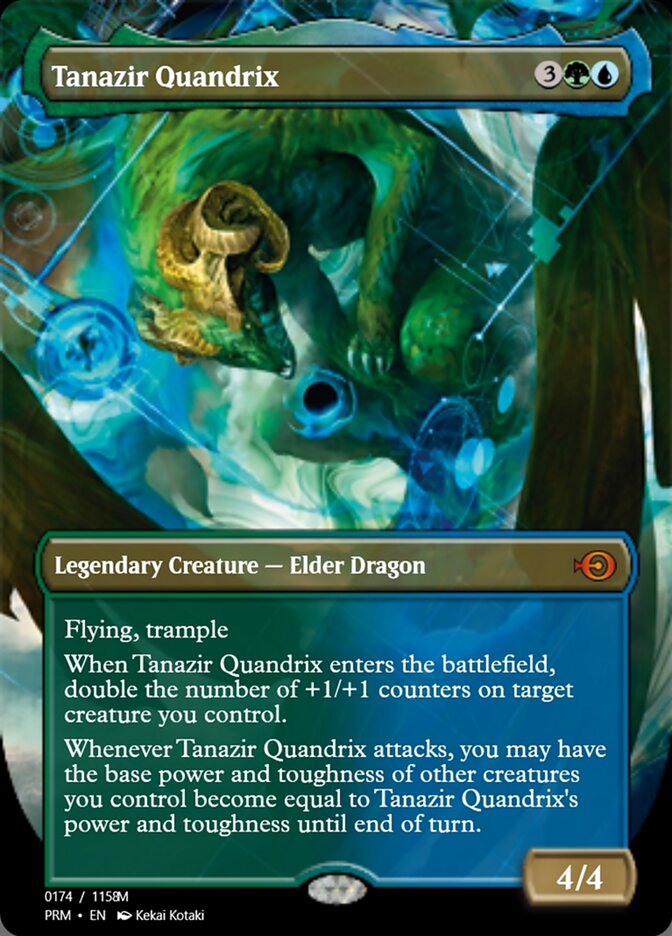 Tanazir Quandrix 3
Legendary Creature — Elder Dragon
Flying, trample
When Tanazir Quandrix enters the battlefield,
double the number of +1/+1 counters on target
creature you control.
Whenever Tanazir Quandrix attacks, you may have
the base power and toughness of other creatures
you control become equal to Tanazir Quandrix's
power and toughness until end of turn.
4/4
0174 / 1158M
PRM • EN Kekai Kotaki